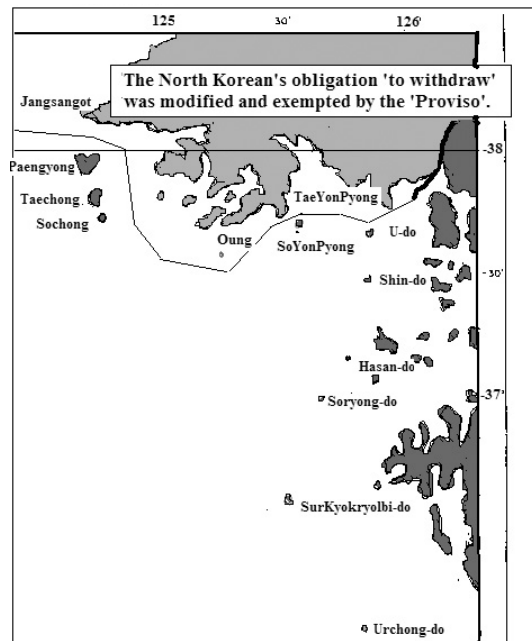 125 30' 126'
The North Korean's obligation 'to withdraw'
was modified and exempted by the 'Proviso'.
Jangsangot
-38
Paengyong
Taechong
TaeYonPyong
Sochong
Oung
U-do
SoYonPyong
-30'
Shin-do
Hasan-do
-37'
Soryong-do
SurKyokryolbi-do
Urchong-do